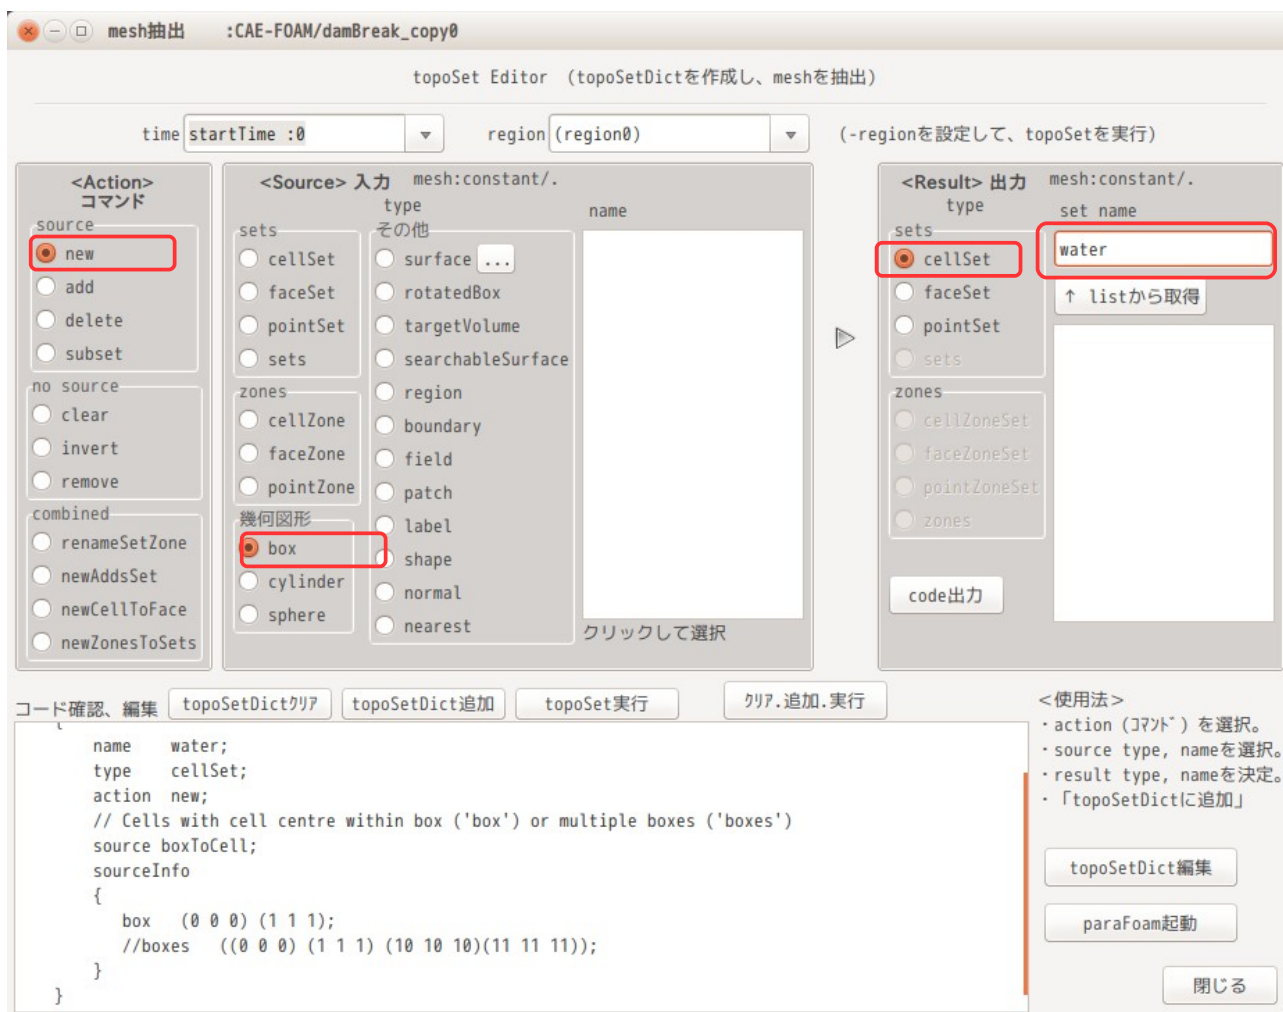 mesh抽出 :CAE-FOAM/damBreak_copy0
topoSet Editor (topoSetDictを作成し、meshを抽出)
time startTime :0 region (region0) (-regionを設定して、topoSetを実行)
<Action>
コマンド
source
new
add
delete
subset
no source
clear
invert
remove
combined
renameSetZone
newAddsSet
newCellToFace
newZonesToSets
<Source> 入力 mesh:constant/.
type
name
sets
cellSet
faceSet
pointSet
sets
zones
cellZone
faceZone
pointZone
幾何図形
box
cylinder
sphere
その他
surface ...
rotatedBox
targetVolume
searchableSurface
region
boundary
field
patch
label
shape
normal
nearest
クリックして選択
<Result> 出力 mesh:constant/.
type
set name
sets
cellSet
faceSet
pointSet
sets
zones
cellZoneSet
faceZoneSet
pointZoneSet
zones
code出力
water
↑ listから取得
コード確認、編集 topoSetDictｸﾘｱ topoSetDict追加 topoSet実行 ｸﾘｱ.追加.実行
{
name water;
type cellSet;
action new;
// Cells with cell centre within box ('box') or multiple boxes ('boxes')
source boxToCell;
sourceInfo
{
box (0 0 0) (1 1 1);
//boxes ((0 0 0) (1 1 1) (10 10 10)(11 11 11));
}
}
<使用法>
・action (ｺﾏﾝﾄﾞ) を選択。
・source type, nameを選択。
・result type, nameを決定。
・「topoSetDictに追加」
topoSetDict編集
paraFoam起動
閉じる